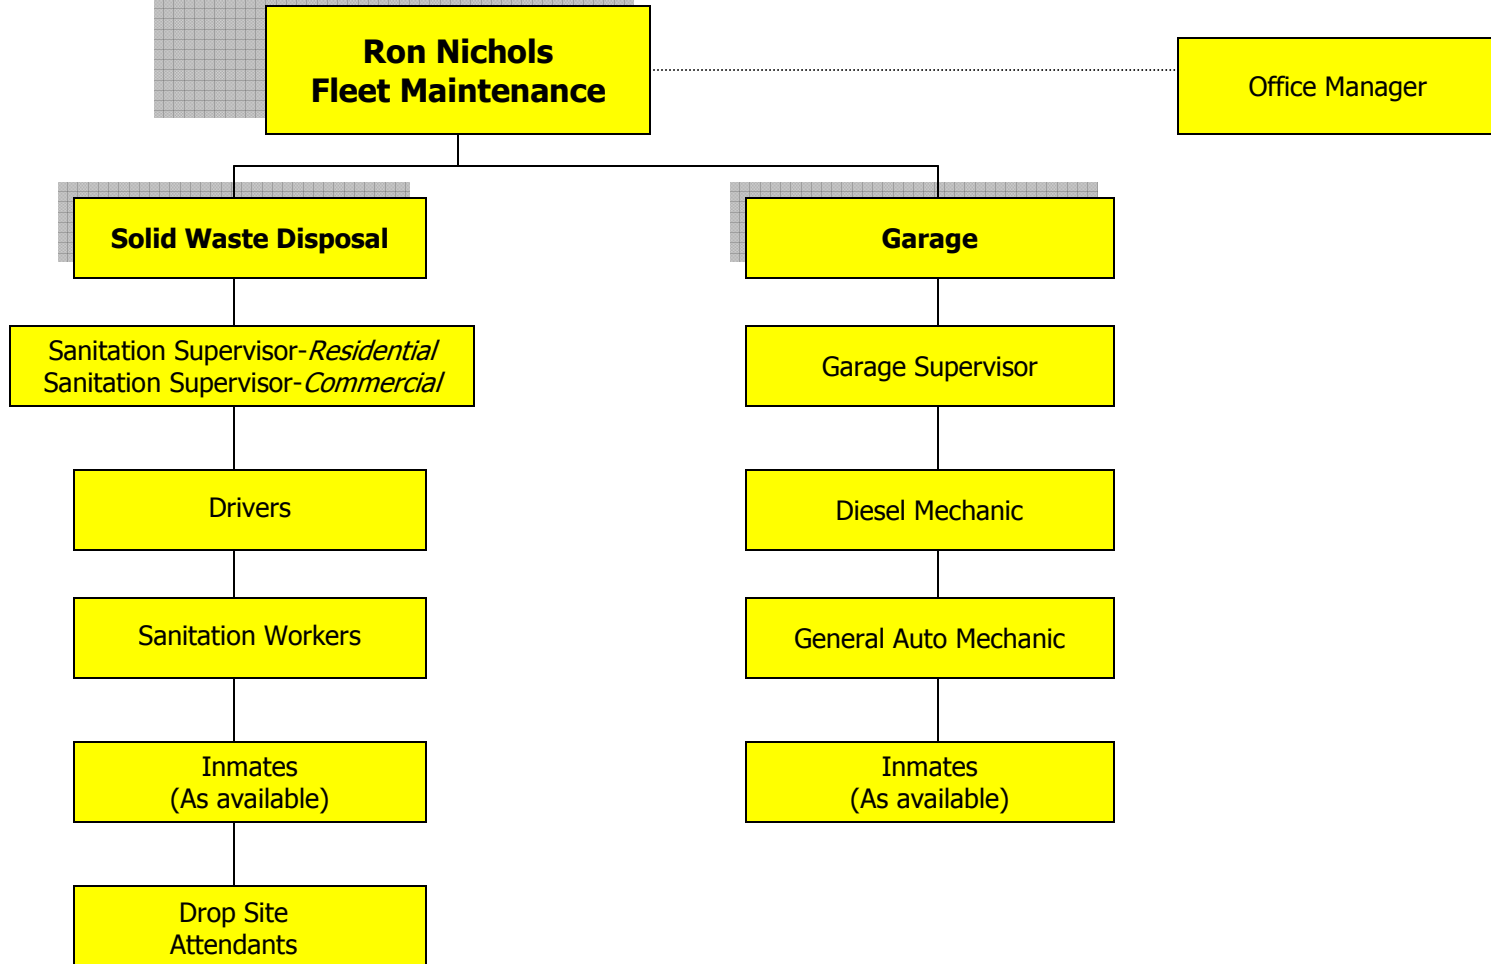 Ron Nichols
Fleet Maintenance
Office Manager
Solid Waste Disposal
Garage
Sanitation Supervisor-Residential
Sanitation Supervisor-Commercial
Garage Supervisor
Drivers
Diesel Mechanic
Sanitation Workers
General Auto Mechanic
Inmates
(As available)
Inmates
(As available)
Drop Site
Attendants